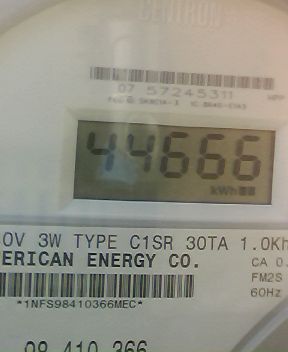 CENTRON
07 57245311
44666
kWh
0V 3W TYPE C1SR 30TA 1.0Kh
ERICAN ENERGY CO.
CA 0.
FM2S
60Hz
*1NFS98410366MEC*
98 410 366